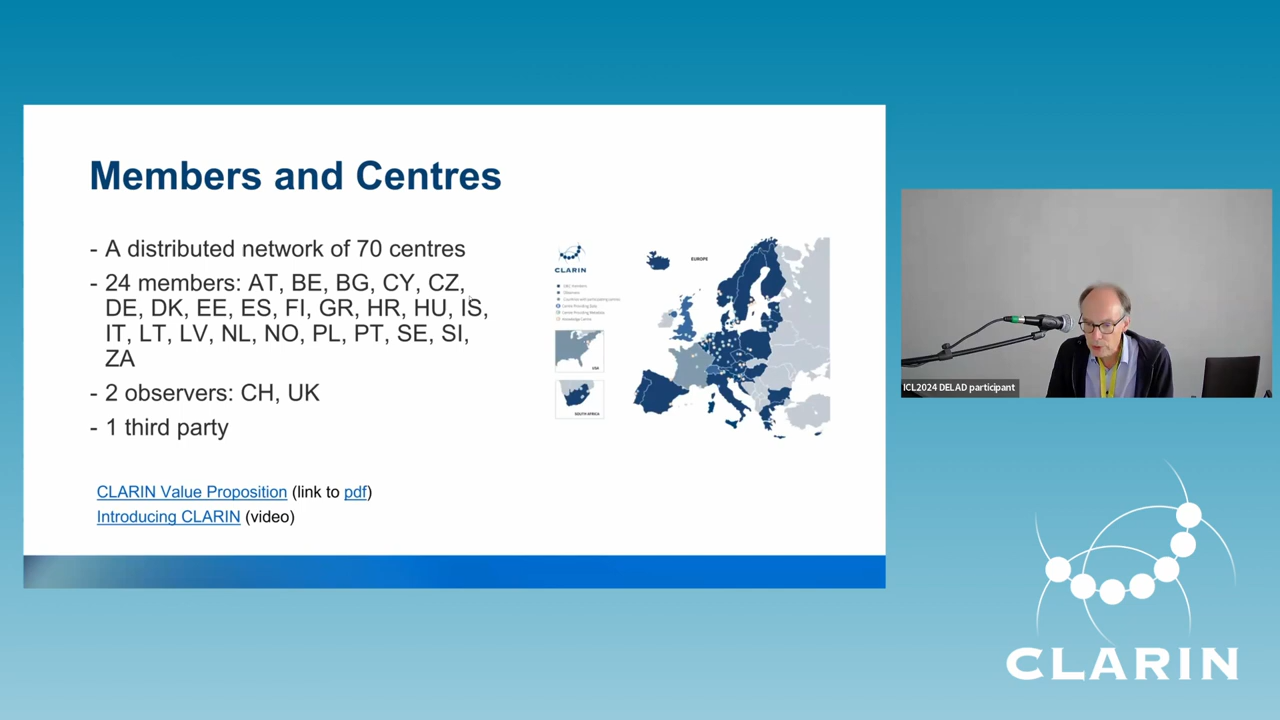 Members and Centres
- A distributed network of 70 centres
- 24 members: AT, BE, BG, CY, CZ,
DE, DK, EE, ES, FI, GR, HR, HU, IS,
IT, LT, LV, NL, NO, PL, PT, SE, SI,
ZA
- 2 observers: CH, UK
- 1 third party
CLARIN Value Proposition (link to pdf)
Introducing CLARIN (video)
CLARIN
EUROPE
USA
SOUTH AFRICA
ICL2024 DELAD participant
CLARIN